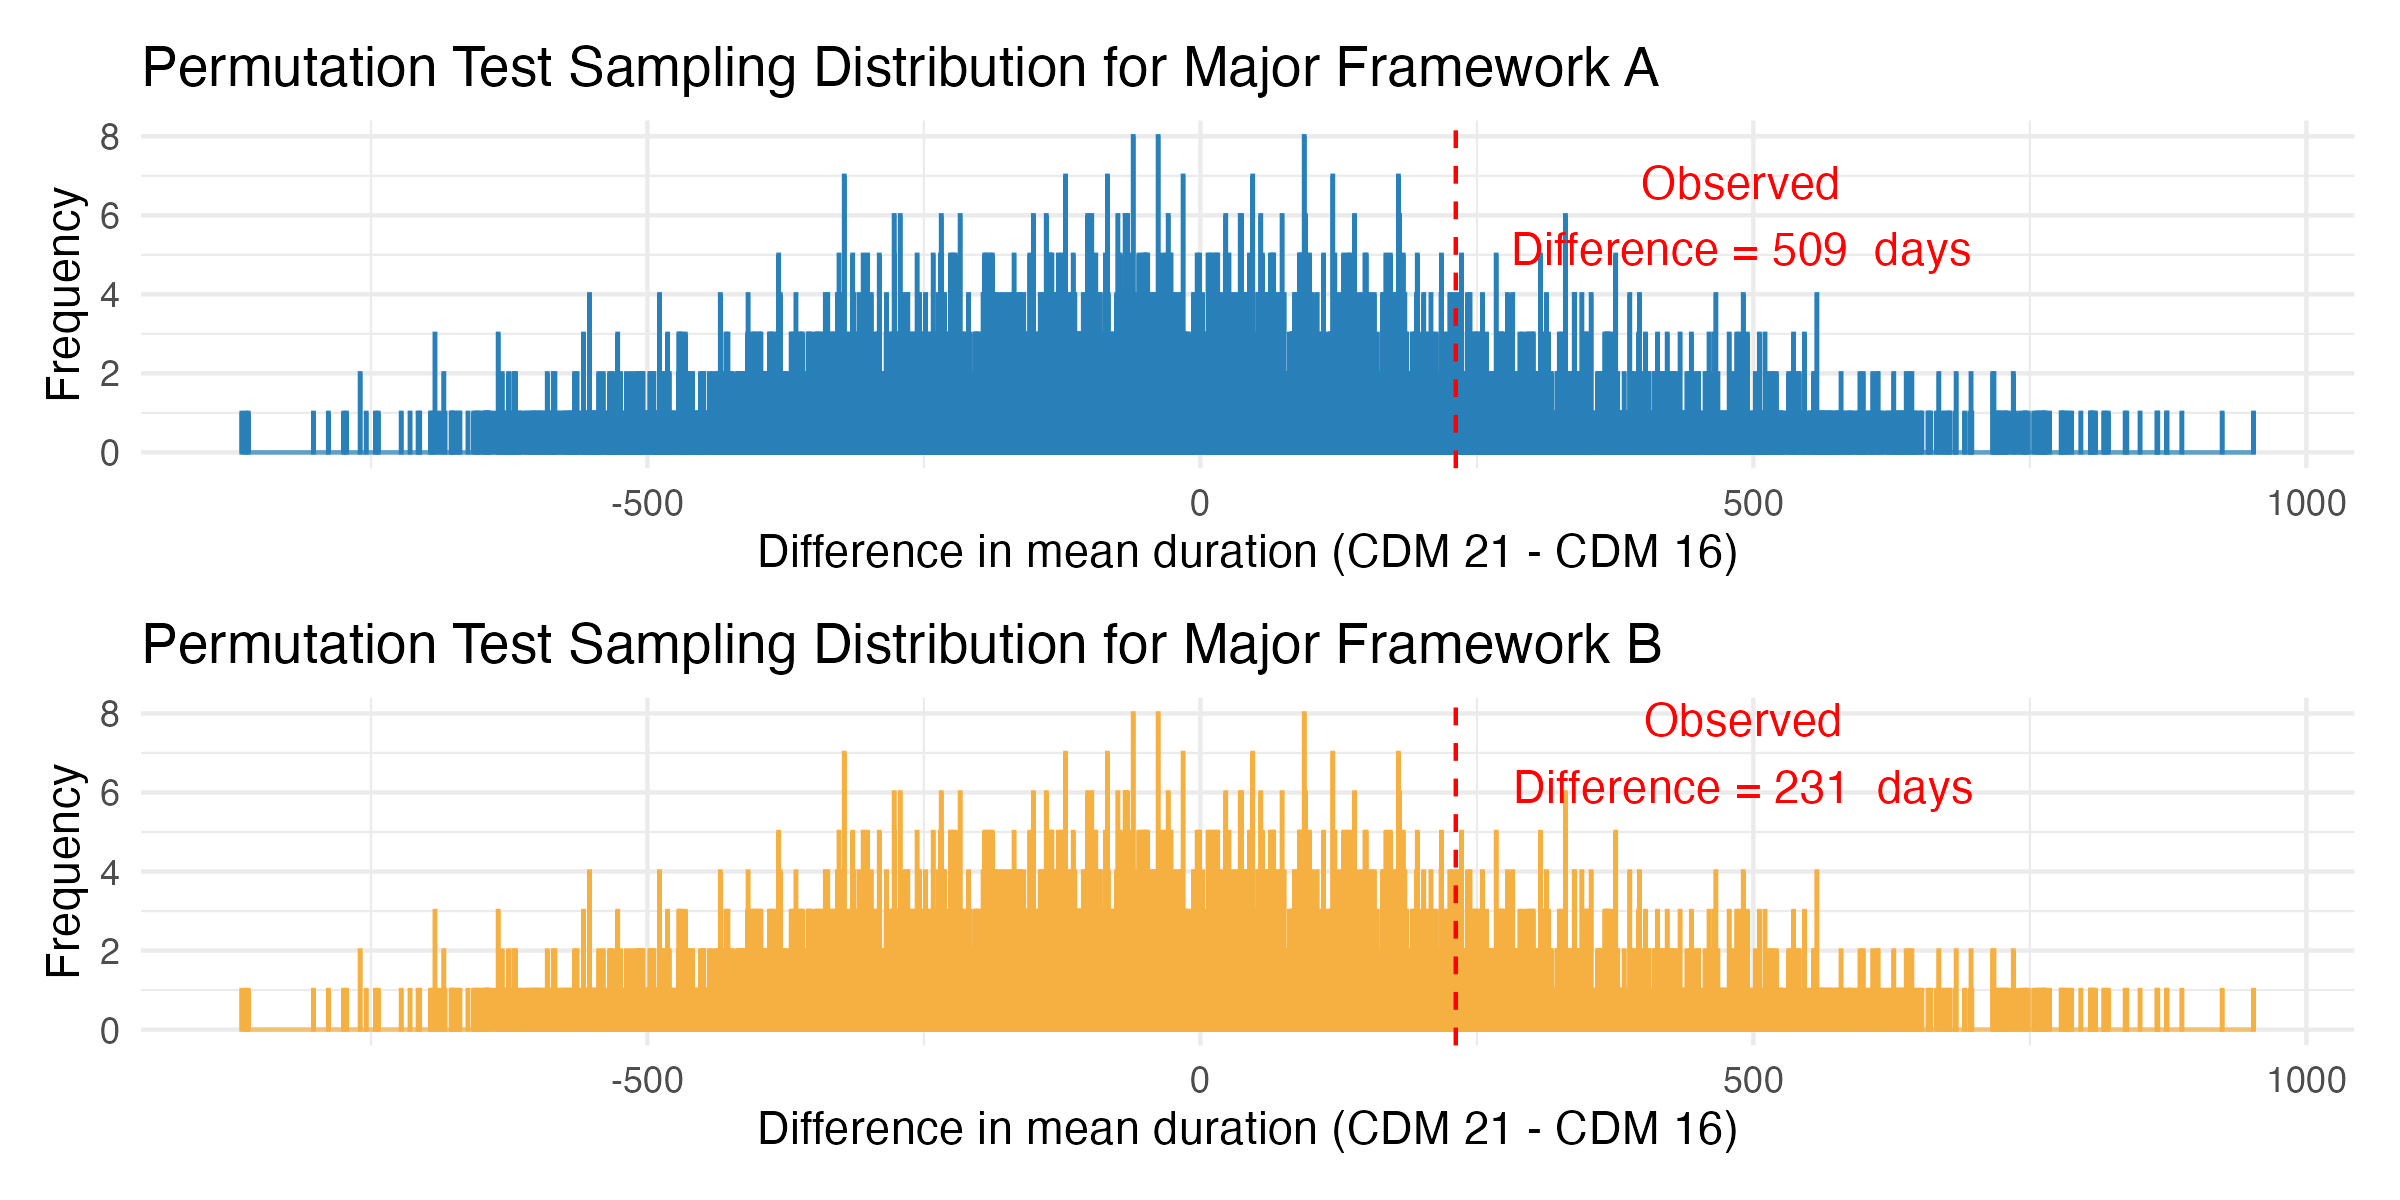 Permutation Test Sampling Distribution for Major Framework A
8
6
4
2
0
Frequency
Observed
Difference = 509  days
-500 0 500 1000
Difference in mean duration (CDM 21 - CDM 16)
Permutation Test Sampling Distribution for Major Framework B
8
6
4
2
0
Frequency
Observed
Difference = 231  days
-500 0 500 1000
Difference in mean duration (CDM 21 - CDM 16)